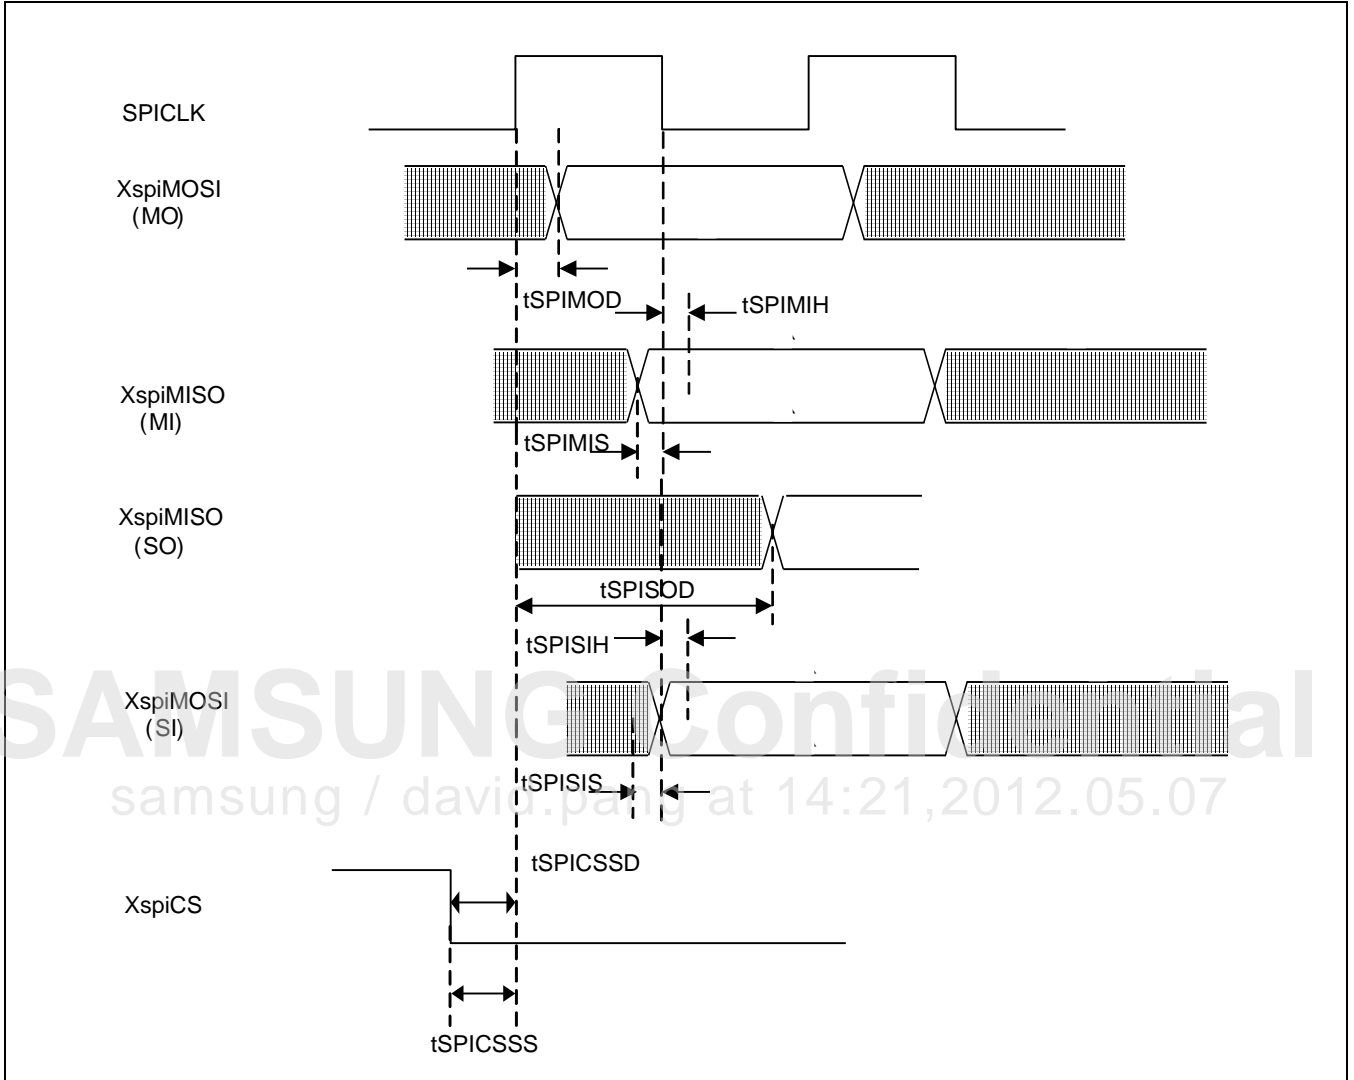 SPICLK
XspiMOSI
(MO)
tSPIMOD
tSPIMIH
XspiMISO
(MI)
tSPIMIS
XspiMISO
(SO)
tSPISOD
tSPISIH
SAMSUNG Confidential
XspiMOSI
(SI)
tSPISIS
samsung / david.pang at 14:21,2012.05.07
tSPICSSD
XspiCS
tSPICSSS